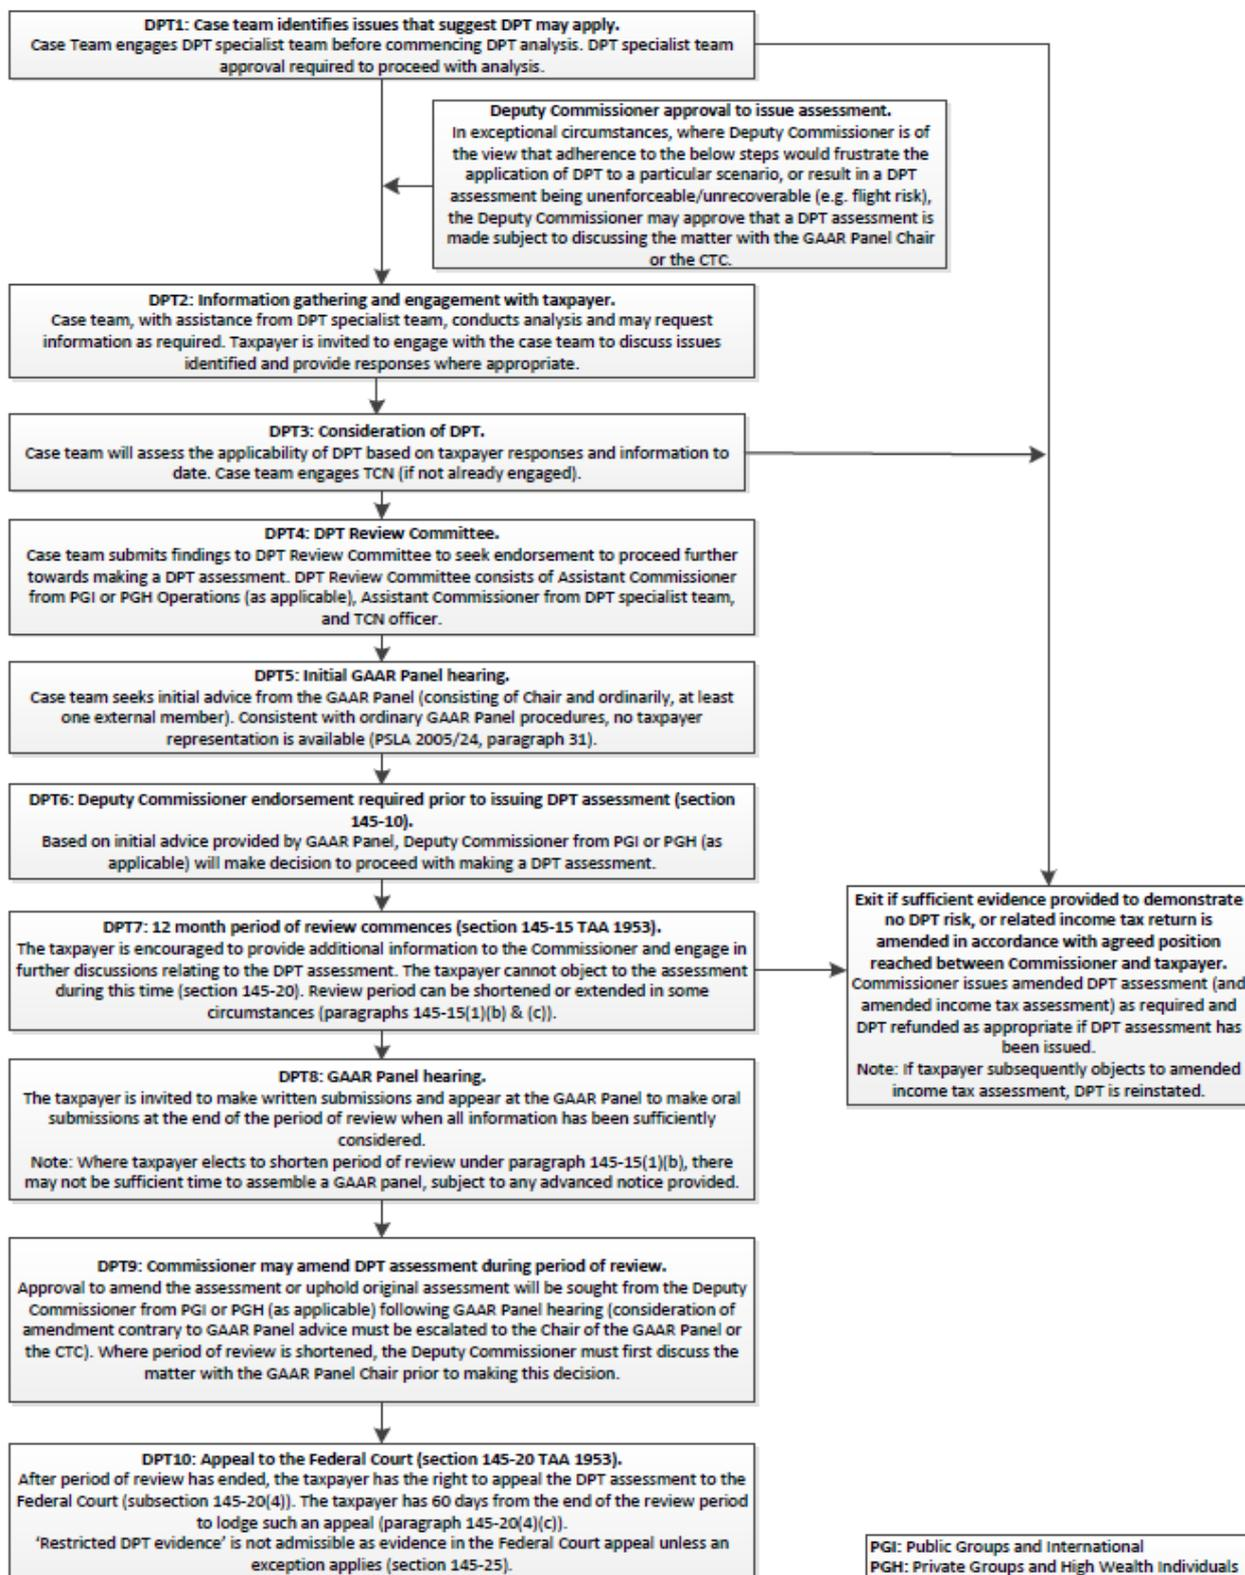 DPT1: Case team identifies issues that suggest DPT may apply.
Case Team engages DPT specialist team before commencing DPT analysis. DPT specialist team
approval required to proceed with analysis.
Deputy Commissioner approval to issue assessment.
In exceptional circumstances, where Deputy Commissioner is of
the view that adherence to the below steps would frustrate the
application of DPT to a particular scenario, or result in a DPT
assessment being unenforceable/unrecoverable (e.g. flight risk),
the Deputy Commissioner may approve that a DPT assessment is
made subject to discussing the matter with the GAAR Panel Chair
or the CTC.
DPT2: Information gathering and engagement with taxpayer.
Case team, with assistance from DPT specialist team, conducts analysis and may request
information as required. Taxpayer is invited to engage with the case team to discuss issues
identified and provide responses where appropriate.
DPT3: Consideration of DPT.
Case team will assess the applicability of DPT based on taxpayer responses and information to
date. Case team engages TCN (if not already engaged).
DPT4: DPT Review Committee.
Case team submits findings to DPT Review Committee to seek endorsement to proceed further
towards making a DPT assessment. DPT Review Committee consists of Assistant Commissioner
from PGI or PGH Operations (as applicable), Assistant Commissioner from DPT specialist team,
and TCN officer.
DPT5: Initial GAAR Panel hearing.
Case team seeks initial advice from the GAAR Panel (consisting of Chair and ordinarily, at least
one external member). Consistent with ordinary GAAR Panel procedures, no taxpayer
representation is available (PSLA 2005/24, paragraph 31).
DPT6: Deputy Commissioner endorsement required prior to issuing DPT assessment (section
145-10).
Based on initial advice provided by GAAR Panel, Deputy Commissioner from PGI or PGH (as
applicable) will make decision to proceed with making a DPT assessment.
DPT7: 12 month period of review commences (section 145-15 TAA 1953).
The taxpayer is encouraged to provide additional information to the Commissioner and engage in
further discussions relating to the DPT assessment. The taxpayer cannot object to the assessment
during this time (section 145-20). Review period can be shortened or extended in some
circumstances (paragraphs 145-15(1)(b) & (c)).
Exit if sufficient evidence provided to demonstrate
no DPT risk, or related income tax return is
amended in accordance with agreed position
reached between Commissioner and taxpayer.
Commissioner issues amended DPT assessment (and
amended income tax assessment) as required and
DPT refunded as appropriate if DPT assessment has
been issued.
Note: If taxpayer subsequently objects to amended
income tax assessment, DPT is reinstated.
DPT8: GAAR Panel hearing.
The taxpayer is invited to make written submissions and appear at the GAAR Panel to make oral
submissions at the end of the period of review when all information has been sufficiently
considered.
Note: Where taxpayer elects to shorten period of review under paragraph 145-15(1)(b), there
may not be sufficient time to assemble a GAAR panel, subject to any advanced notice provided.
DPT9: Commissioner may amend DPT assessment during period of review.
Approval to amend the assessment or uphold original assessment will be sought from the Deputy
Commissioner from PGI or PGH (as applicable) following GAAR Panel hearing (consideration of
amendment contrary to GAAR Panel advice must be escalated to the Chair of the GAAR Panel or
the CTC). Where period of review is shortened, the Deputy Commissioner must first discuss the
matter with the GAAR Panel Chair prior to making this decision.
DPT10: Appeal to the Federal Court (section 145-20 TAA 1953).
After period of review has ended, the taxpayer has the right to appeal the DPT assessment to the
Federal Court (subsection 145-20(4)). The taxpayer has 60 days from the end of the review period
to lodge such an appeal (paragraph 145-20(4)(c)).
'Restricted DPT evidence' is not admissible as evidence in the Federal Court appeal unless an
exception applies (section 145-25).
PGI: Public Groups and International
PGH: Private Groups and High Wealth Individuals